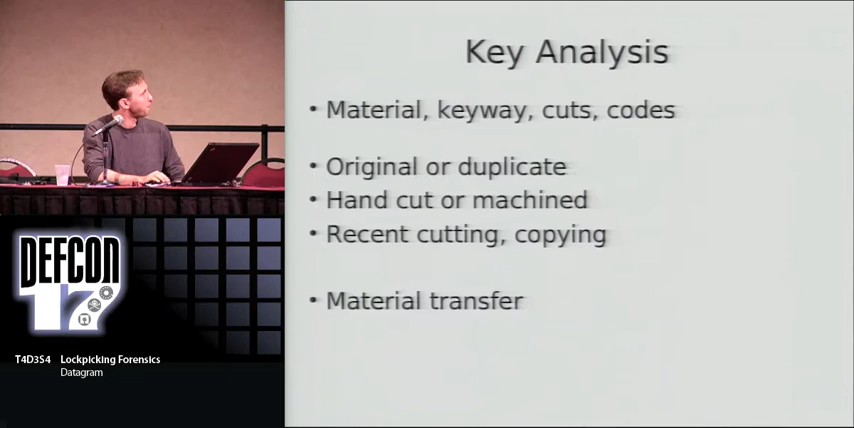 Key Analysis
• Material, keyway, cuts, codes
• Original or duplicate
• Hand cut or machined
• Recent cutting, copying
• Material transfer
DEFCON
17
T4D3S4 Lockpicking Forensics
Datagram